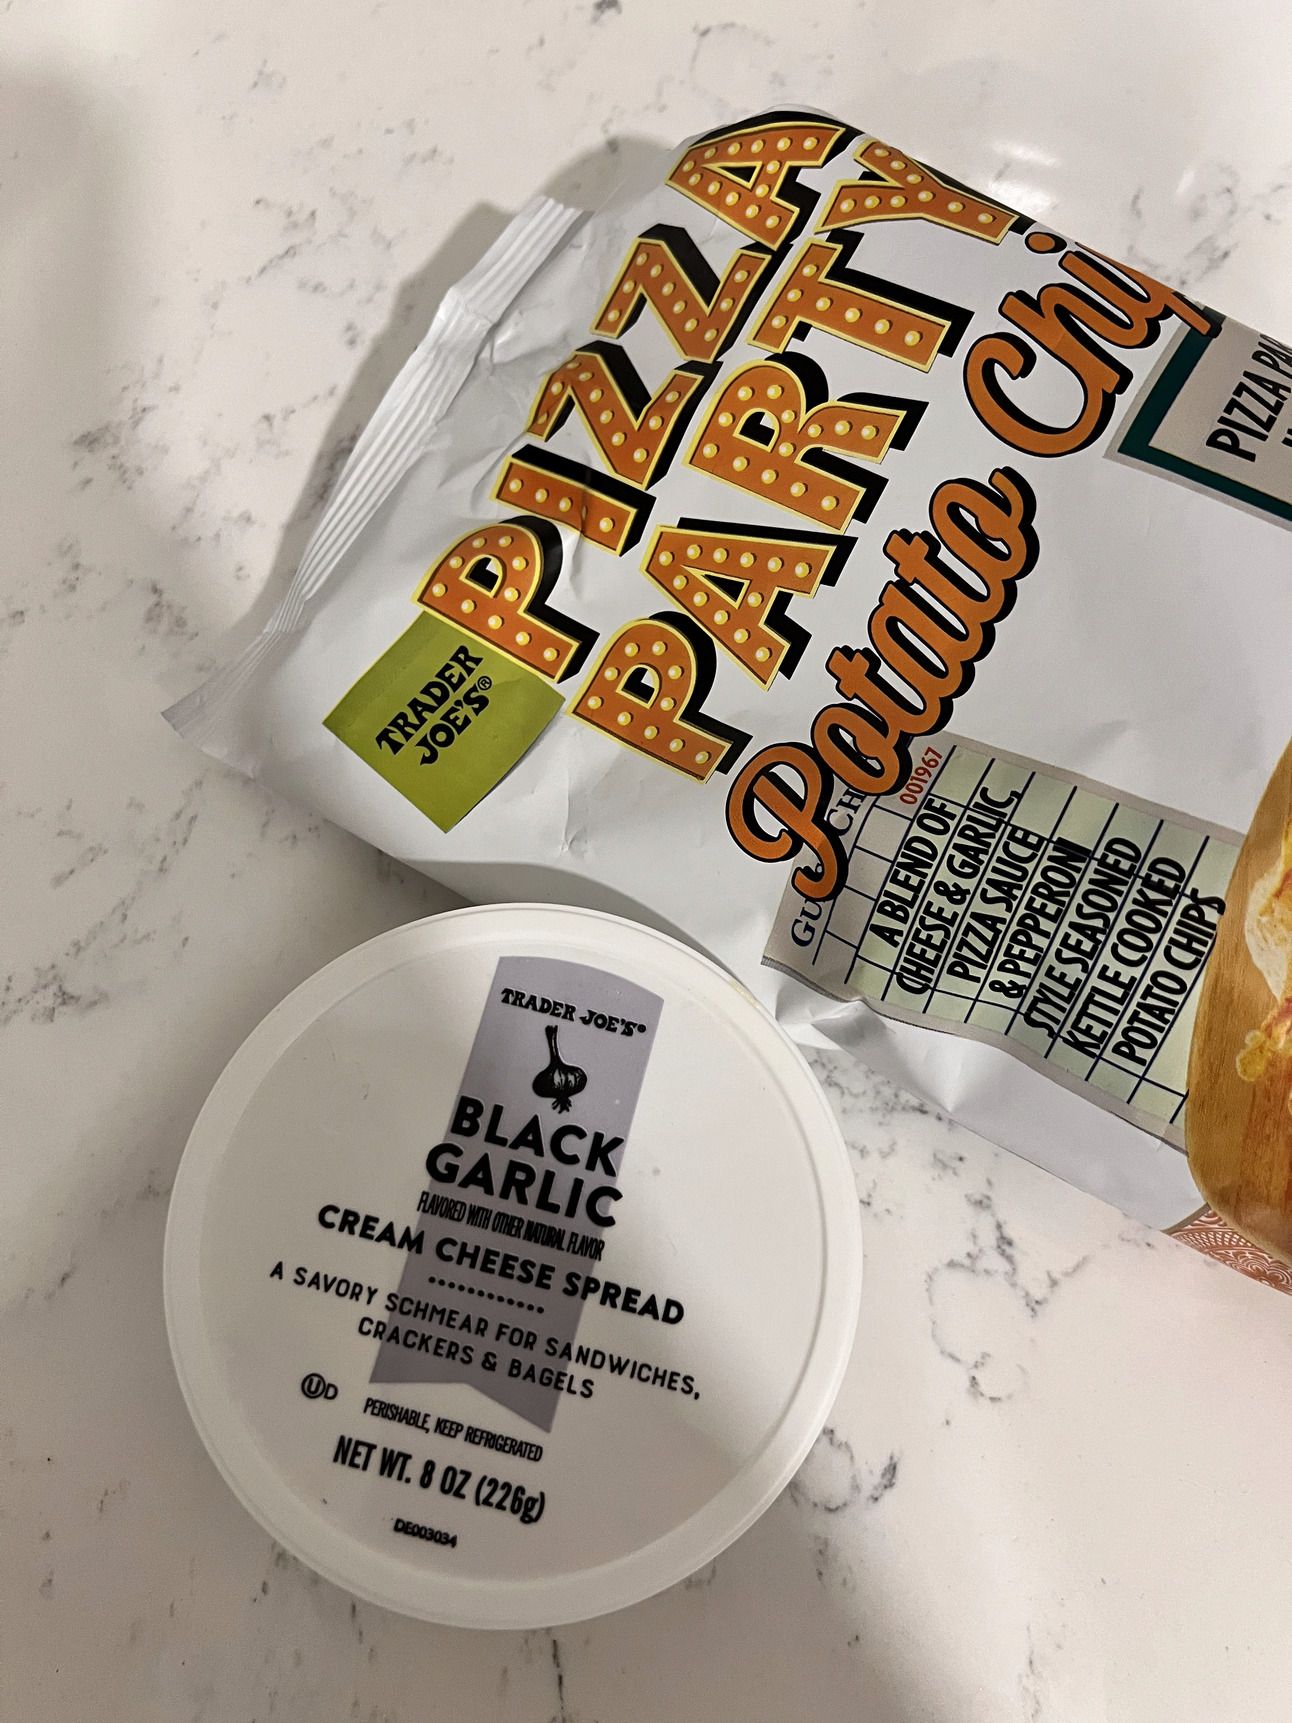 PIZZA
PARTY
Potato Chip
TRADER
JOE'S®
001967
A BLEND OF
CHEESE & GARLIC,
PIZZA SAUCE
& PEPPERONI
STYLE SEASONED
KETTLE COOKED
POTATO CHIPS
PIZZA
TRADER JOE'S®
BLACK
GARLIC
FLAVORED WITH OTHER NATURAL FLAVOR
CREAM CHEESE SPREAD
A SAVORY SCHMEAR FOR SANDWICHES,
CRACKERS & BAGELS
UD
PERISHABLE, KEEP REFRIGERATED
NET WT. 8 OZ (226g)
DE003034